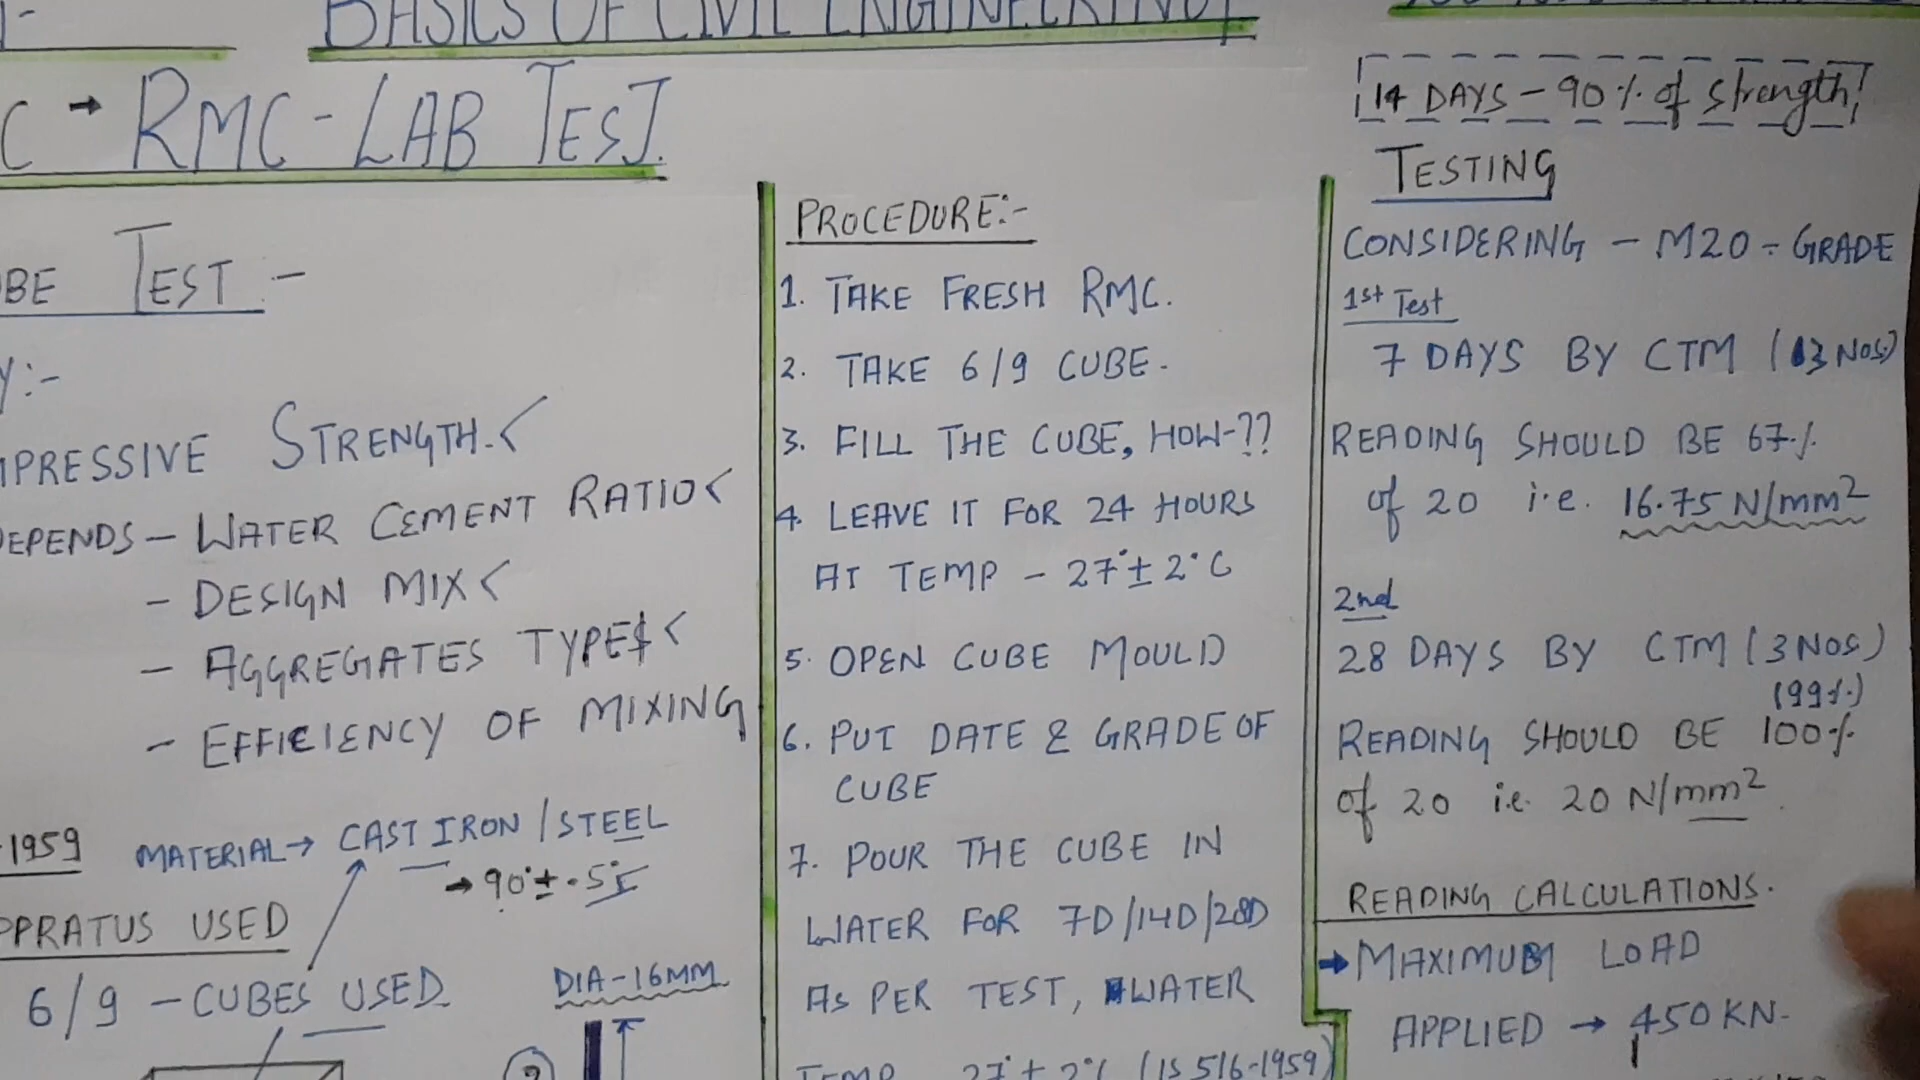 BASICS OF CIVIL ENGINEERING
C → RMC-LAB TEST.
BE TEST :-
Y:-
MPRESSIVE STRENGTH.<
EPENDS - WATER CEMENT RATIO<
- DESIGN MIX<
- AGGREGATES TYPES<
- EFFICIENCY OF MIXING
-1959 MATERIAL→ CAST IRON / STEEL
→ 90°± .5°
PPRATUS USED
6/9 - CUBES USED
DIA-16MM
PROCEDURE:-
1. TAKE FRESH RMC.
2. TAKE 6/9 CUBE.
3. FILL THE CUBE, HOW-??
4. LEAVE IT FOR 24 HOURS
AT TEMP - 27°± 2°C
5. OPEN CUBE MOULD
6. PUT DATE & GRADE OF
CUBE
7. POUR THE CUBE IN
WATER FOR 7D/14D/28D
AS PER TEST, WATER
TEMP 27°± 2°C (IS 516-1959)
14 DAYS - 90% of strength
TESTING
CONSIDERING - M20 - GRADE
1st Test
7 DAYS BY CTM (3 NOS)
READING SHOULD BE 67%
of 20 i.e. 16.75 N/mm²
2nd
28 DAYS BY CTM (3 NOS)
(99%)
READING SHOULD BE 100%
of 20 i.e. 20 N/mm²
READING CALCULATIONS.
→ MAXIMUM LOAD
APPLIED → 450 KN.